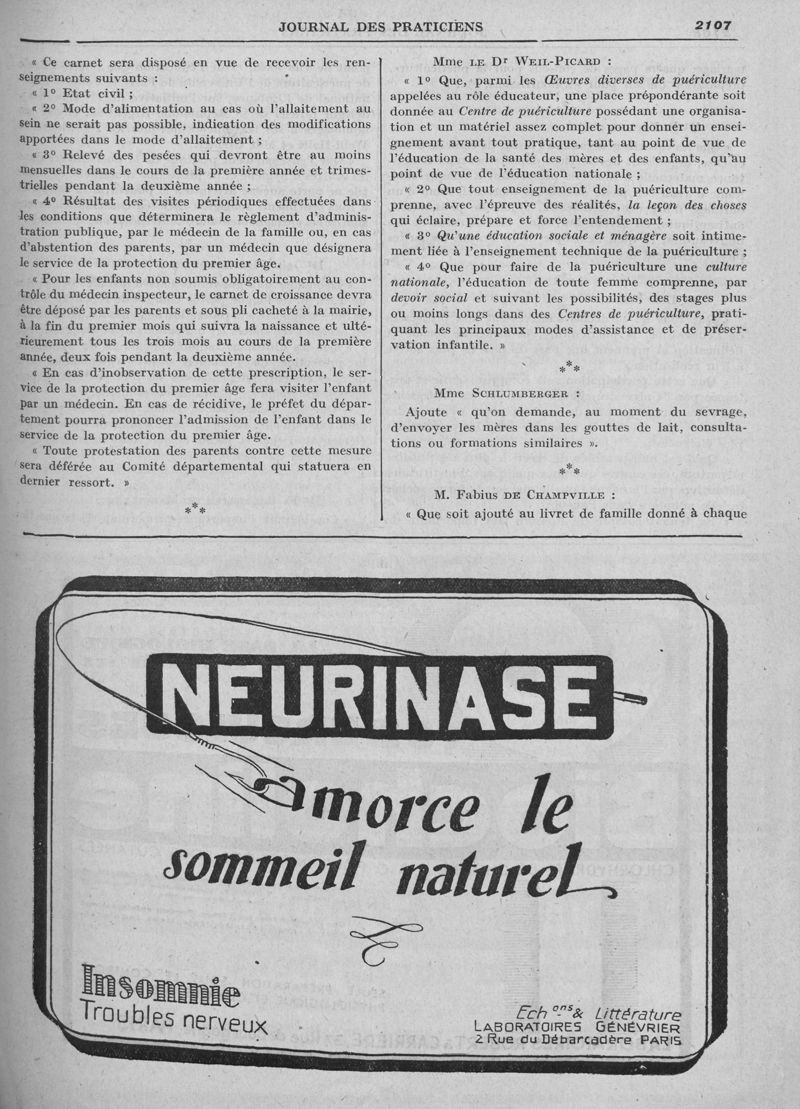 JOURNAL DES PRATICIENS 2107
« Ce carnet sera disposé en vue de recevoir les ren-
seignements suivants :
« 1º Etat civil ;
« 2º Mode d'alimentation au cas où l'allaitement au
sein ne serait pas possible, indication des modifications
apportées dans le mode d'allaitement ;
« 3º Relevé des pesées qui devront être au moins
mensuelles dans le cours de la première année et trimes-
trielles pendant la deuxième année ;
« 4º Résultat des visites périodiques effectuées dans
les conditions que déterminera le règlement d'adminis-
tration publique, par le médecin de la famille ou, en cas
d'abstention des parents, par un médecin que désignera
le service de la protection du premier âge.
« Pour les enfants non soumis obligatoirement au con-
trôle du médecin inspecteur, le carnet de croissance devra
être déposé par les parents et sous pli cacheté à la mairie,
à la fin du premier mois qui suivra la naissance et ulté-
rieurement tous les trois mois au cours de la première
année, deux fois pendant la deuxième année.
« En cas d'inobservation de cette prescription, le ser-
vice de la protection du premier âge fera visiter l'enfant
par un médecin. En cas de récidive, le préfet du dépar-
tement pourra prononcer l'admission de l'enfant dans le
service de la protection du premier âge.
« Toute protestation des parents contre cette mesure
sera déférée au Comité départemental qui statuera en
dernier ressort. »
***
Mme LE Dr WEIL-PICARD :
« 1º Que, parmi les Œuvres diverses de puériculture
appelées au rôle éducateur, une place prépondérante soit
donnée au Centre de puériculture possédant une organisa-
tion et un matériel assez complet pour donner un ensei-
gnement avant tout pratique, tant au point de vue de
l'éducation de la santé des mères et des enfants, qu'au
point de vue de l'éducation nationale ;
« 2º Que tout enseignement de la puériculture com-
prenne, avec l'épreuve des réalités, la leçon des choses
qui éclaire, prépare et force l'entendement ;
« 3º Qu'une éducation sociale et ménagère soit intime-
ment liée à l'enseignement technique de la puériculture ;
« 4º Que pour faire de la puériculture une culture
nationale, l'éducation de toute femme comprenne, par
devoir social et suivant les possibilités, des stages plus
ou moins longs dans des Centres de puériculture, prati-
quant les principaux modes d'assistance et de préser-
vation infantile. »
***
Mme SCHLUMBERGER :
Ajoute « qu'on demande, au moment du sevrage,
d'envoyer les mères dans les gouttes de lait, consulta-
tions ou formations similaires ».
***
M. Fabius DE CHAMPVILLE :
« Que soit ajouté au livret de famille donné à chaque
NEURINASE
amorce le
sommeil naturel
Insomnie
Troubles nerveux
Echons & Littérature
LABORATOIRES GÉNÉVRIER
2 Rue du Débarcadère PARIS